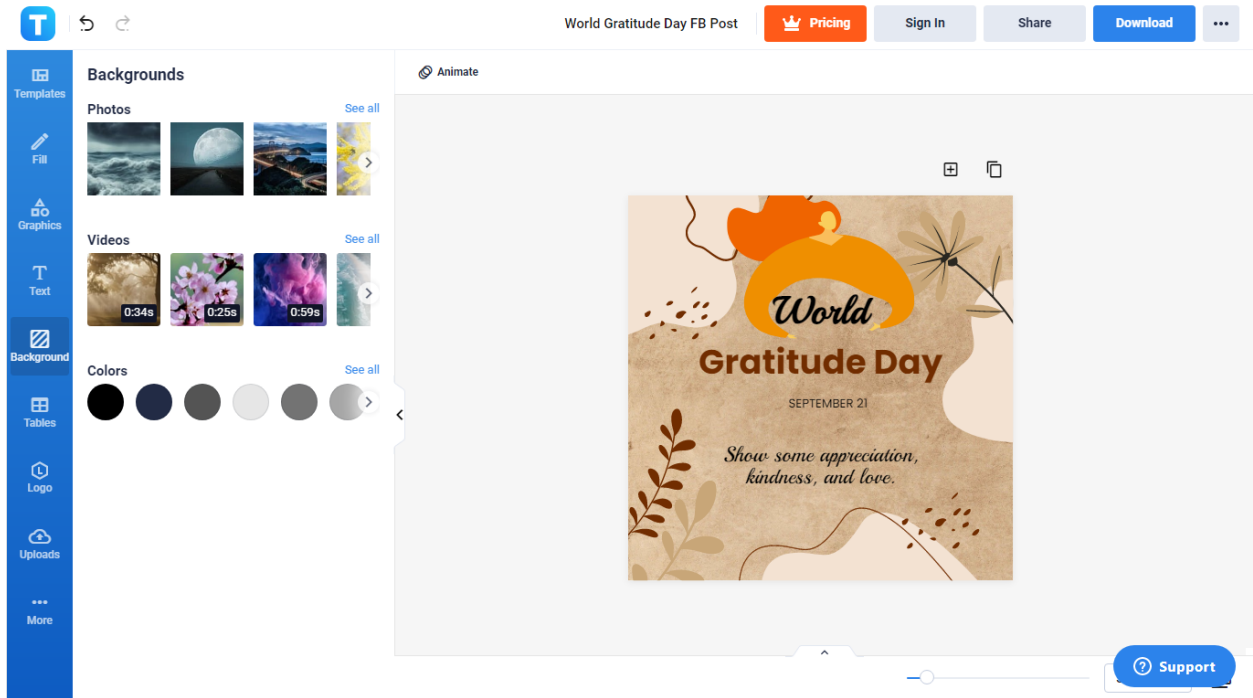 T
World Gratitude Day FB Post
Pricing
Sign In
Share
Download
Templates
Fill
Graphics
T
Text
Background
Tables
L
Logo
Uploads
More
Backgrounds
Photos
See all
Videos
See all
0:34s
0:25s
0:59s
Colors
See all
Animate
World
Gratitude Day
SEPTEMBER 21
Show some appreciation,
kindness, and love.
? Support